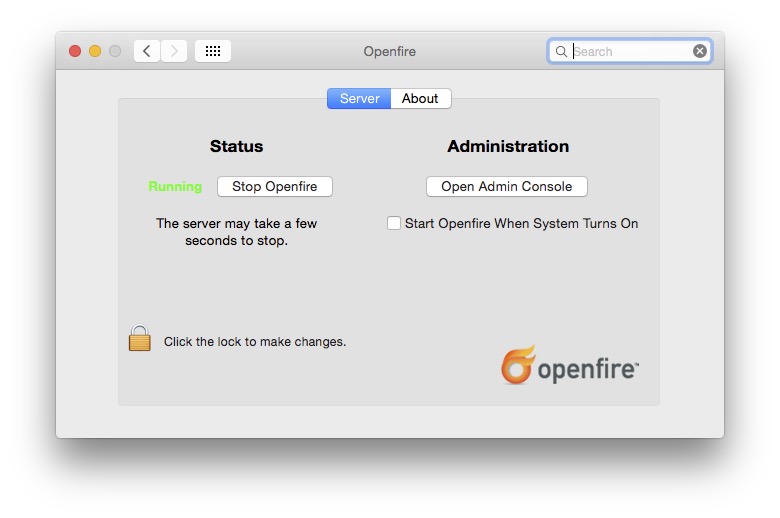 Openfire
Search
Server About
Status
Administration
Running
Stop Openfire
Open Admin Console
The server may take a few
seconds to stop.
Start Openfire When System Turns On
Click the lock to make changes.
openfire™